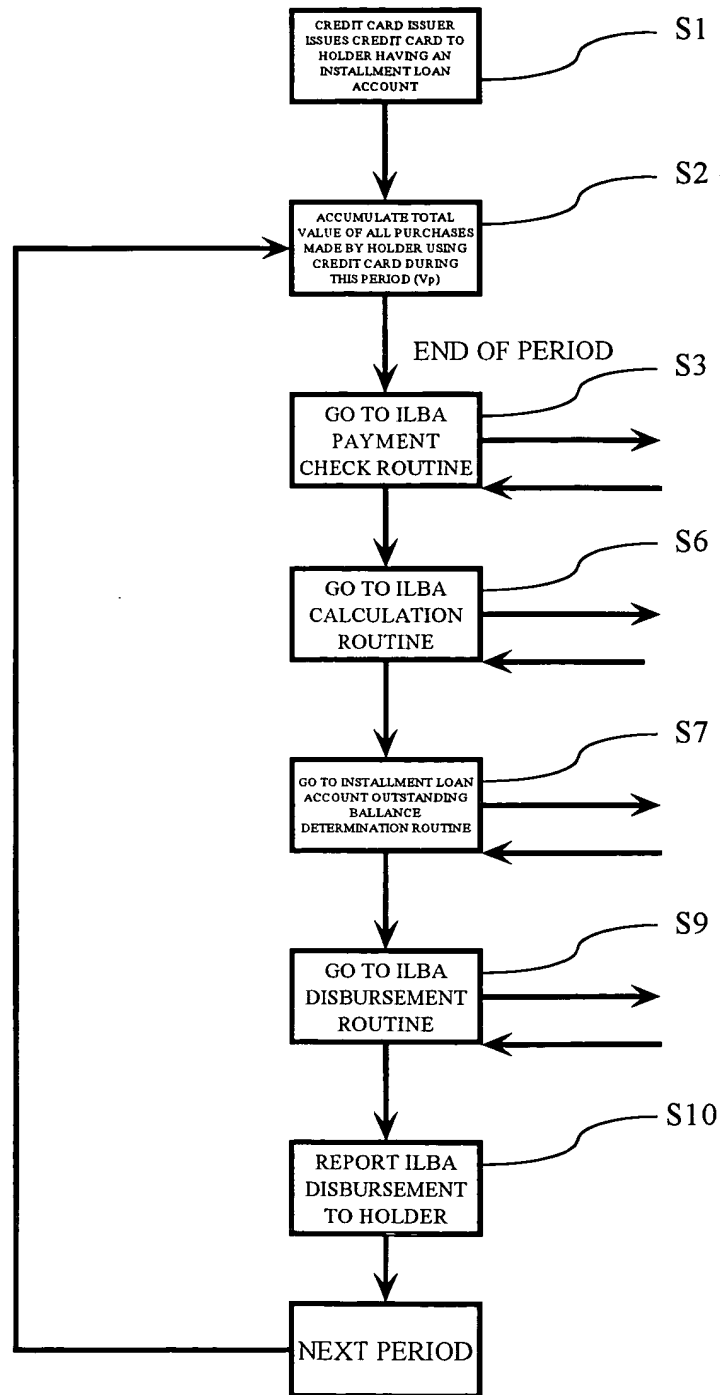 CREDIT CARD ISSUER
ISSUES CREDIT CARD TO
HOLDER HAVING AN
INSTALLMENT LOAN
ACCOUNT
S1
ACCUMULATE TOTAL
VALUE OF ALL PURCHASES
MADE BY HOLDER USING
CREDIT CARD DURING
THIS PERIOD (Vp)
S2
END OF PERIOD
GO TO ILBA
PAYMENT
CHECK ROUTINE
S3
GO TO ILBA
CALCULATION
ROUTINE
S6
GO TO INSTALLMENT LOAN
ACCOUNT OUTSTANDING
BALLANCE
DETERMINATION ROUTINE
S7
GO TO ILBA
DISBURSEMENT
ROUTINE
S9
REPORT ILBA
DISBURSEMENT
TO HOLDER
S10
NEXT PERIOD